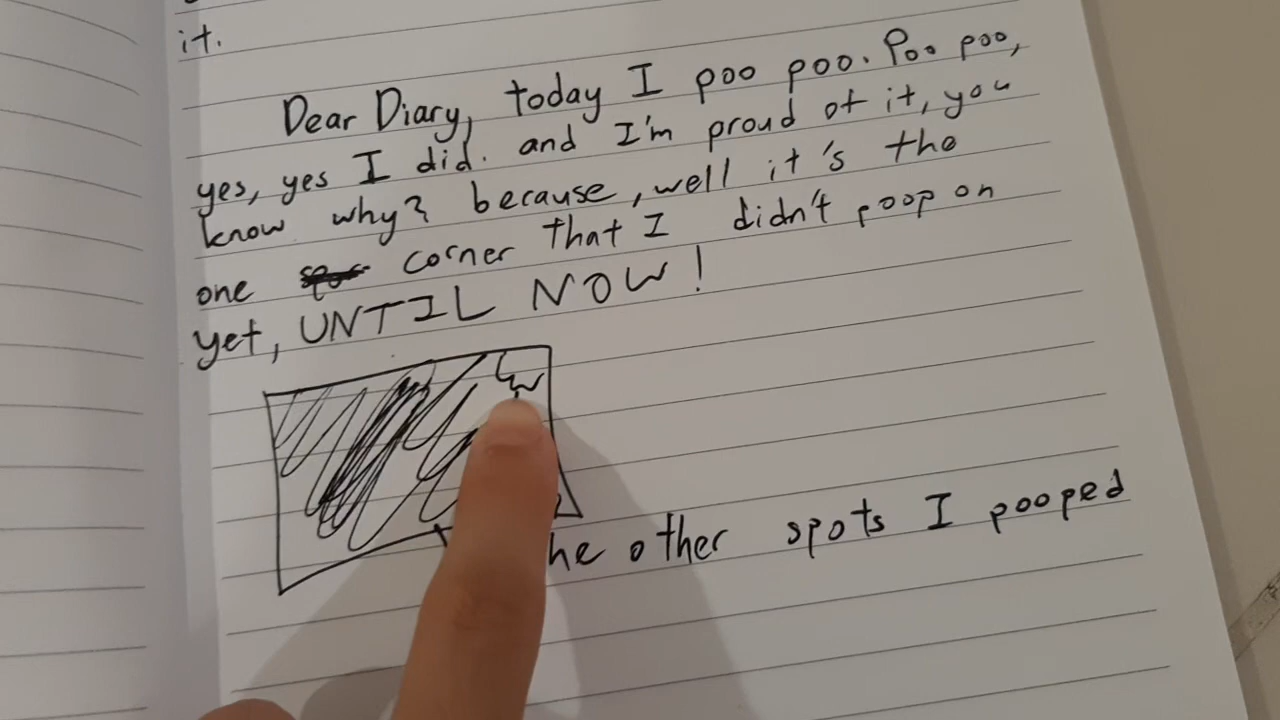 it.
Dear Diary, today I poo poo. Poo poo,
yes, yes I did. and I'm proud of it, you
know why? because, well it's the
one corner that I didn't poop on
yet, UNTIL NOW!
he other spots I pooped